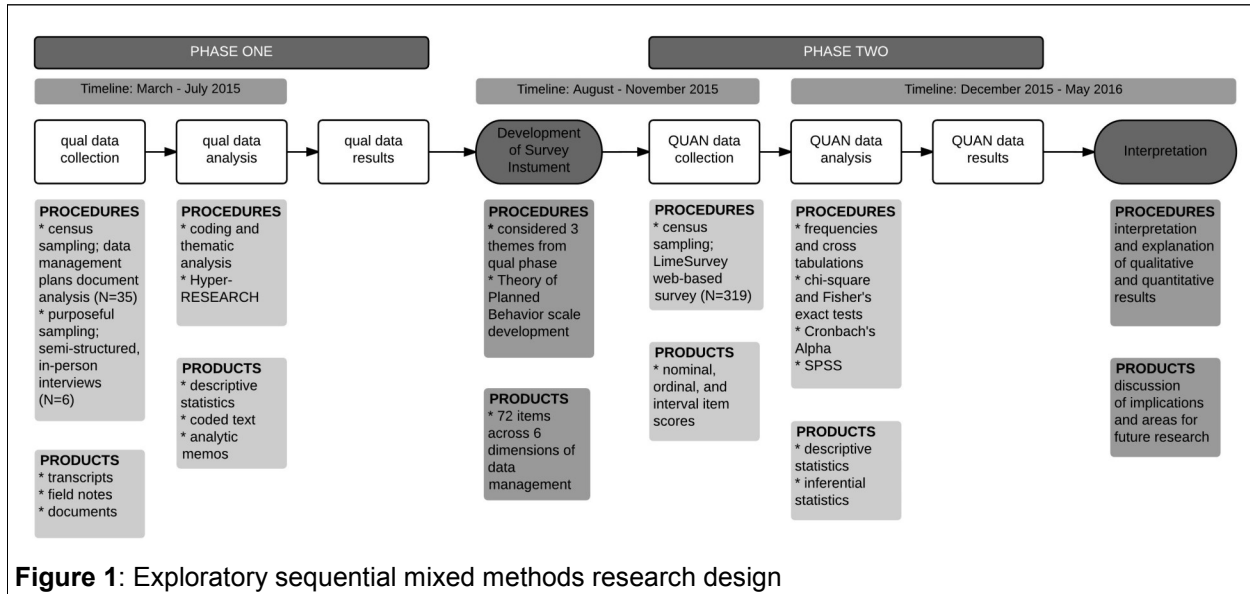 PHASE ONE
PHASE TWO
Timeline: March - July 2015
Timeline: August - November 2015
Timeline: December 2015 - May 2016
qual data
collection
qual data
analysis
qual data
results
Development
of Survey
Instument
QUAN data
collection
QUAN data
analysis
QUAN data
results
Interpretation
PROCEDURES
* census
sampling; data
management
plans document
analysis (N=35)
* purposeful
sampling;
semi-structured,
in-person
interviews
(N=6)
PRODUCTS
* transcripts
* field notes
* documents
PROCEDURES
* coding and
thematic
analysis
* Hyper-
RESEARCH
PRODUCTS
* descriptive
statistics
* coded text
* analytic
memos
PROCEDURES
* considered 3
themes from
qual phase
* Theory of
Planned
Behavior scale
development
PRODUCTS
* 72 items
across 6
dimensions of
data
management
PROCEDURES
* census
sampling;
LimeSurvey
web-based
survey (N=319)
PRODUCTS
* nominal,
ordinal, and
interval item
scores
PROCEDURES
* frequencies
and cross
tabulations
* chi-square
and Fisher's
exact tests
* Cronbach's
Alpha
* SPSS
PRODUCTS
* descriptive
statistics
* inferential
statistics
PROCEDURES
interpretation
and explanation
of qualitative
and quantitative
results
PRODUCTS
discussion
of implications
and areas for
future research
Figure 1: Exploratory sequential mixed methods research design